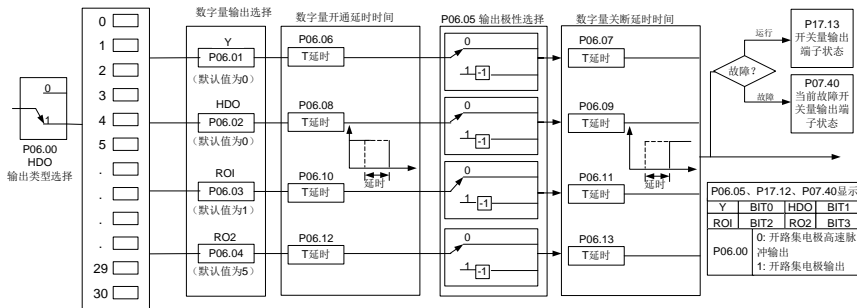 数字量输出选择
数字量开通延时时间
P06.05 输出极性选择
数字量关断延时时间
0
1
2
3
4
5
.
.
.
29
30
0
1
P06.00
HDO
输出类型选择
Y
P06.01
(默认值为0)
HDO
P06.02
(默认值为0)
ROI
P06.03
(默认值为1)
RO2
P06.04
(默认值为5)
P06.06
T延时
P06.08
T延时
延时
P06.10
T延时
P06.12
T延时
0
1 -1
0
1 -1
0
1 -1
0
1 -1
P06.07
T延时
P06.09
T延时
延时
P06.11
T延时
P06.13
T延时
故障?
运行
故障
P17.13
开关量输出
端子状态
P07.40
当前故障开
关量输出端
子状态
P06.05、P17.12、P07.40显示
Y BIT0 HDO BIT1
ROI BIT2 RO2 BIT3
P06.00
0: 开路集电极高速脉
冲输出
1: 开路集电极输出